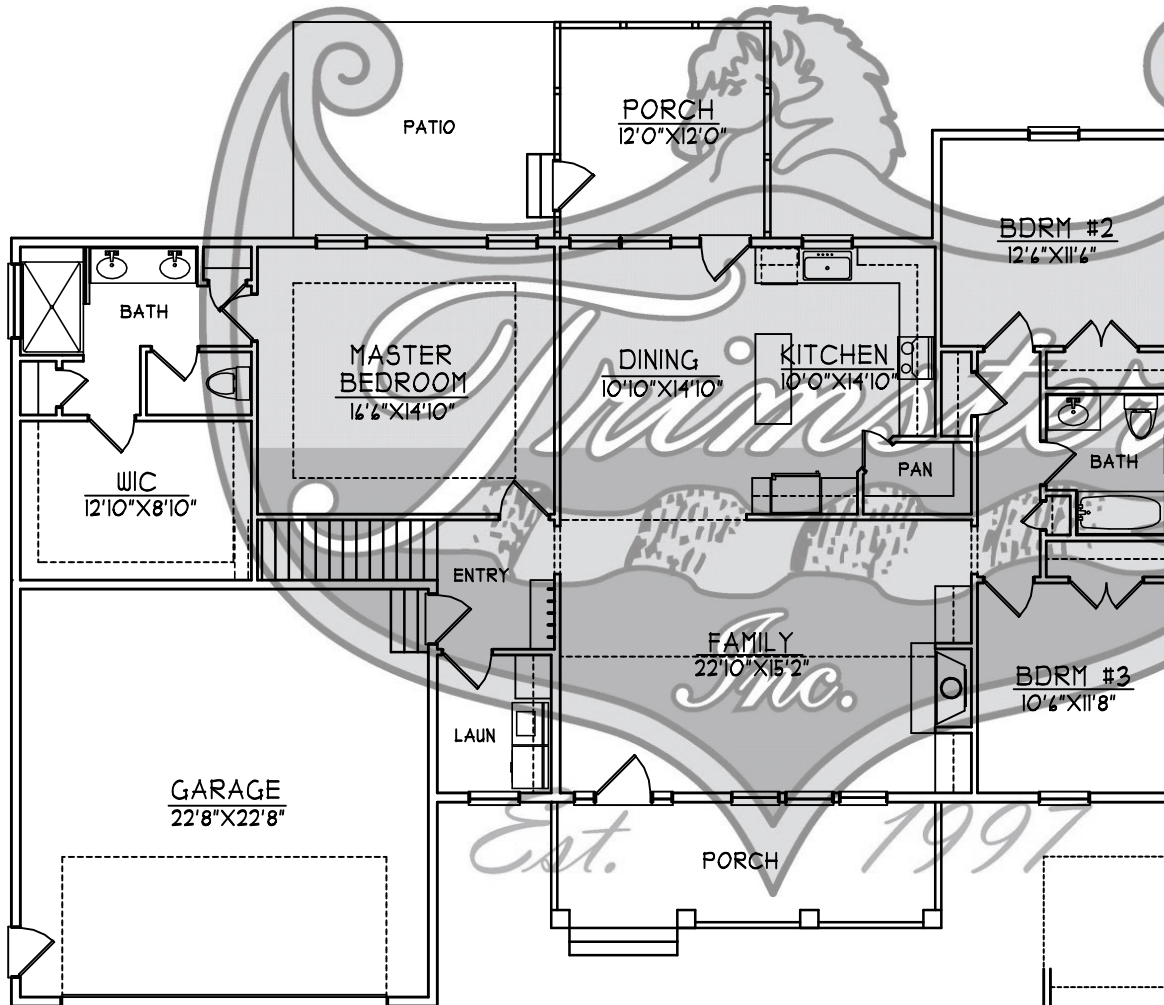 PATIO
PORCH
12'0"X12'0"
BDRM #2
12'6"X11'6"
BATH
MASTER
BEDROOM
16'6"X14'10"
DINING
10'10"X14'10"
KITCHEN
10'0"X14'10"
WIC
12'10"X8'10"
PAN
BATH
ENTRY
FAMILY
22'10"X15'2"
BDRM #3
10'6"X11'8"
LAUN
GARAGE
22'8"X22'8"
PORCH
Inc.
Est. 1997